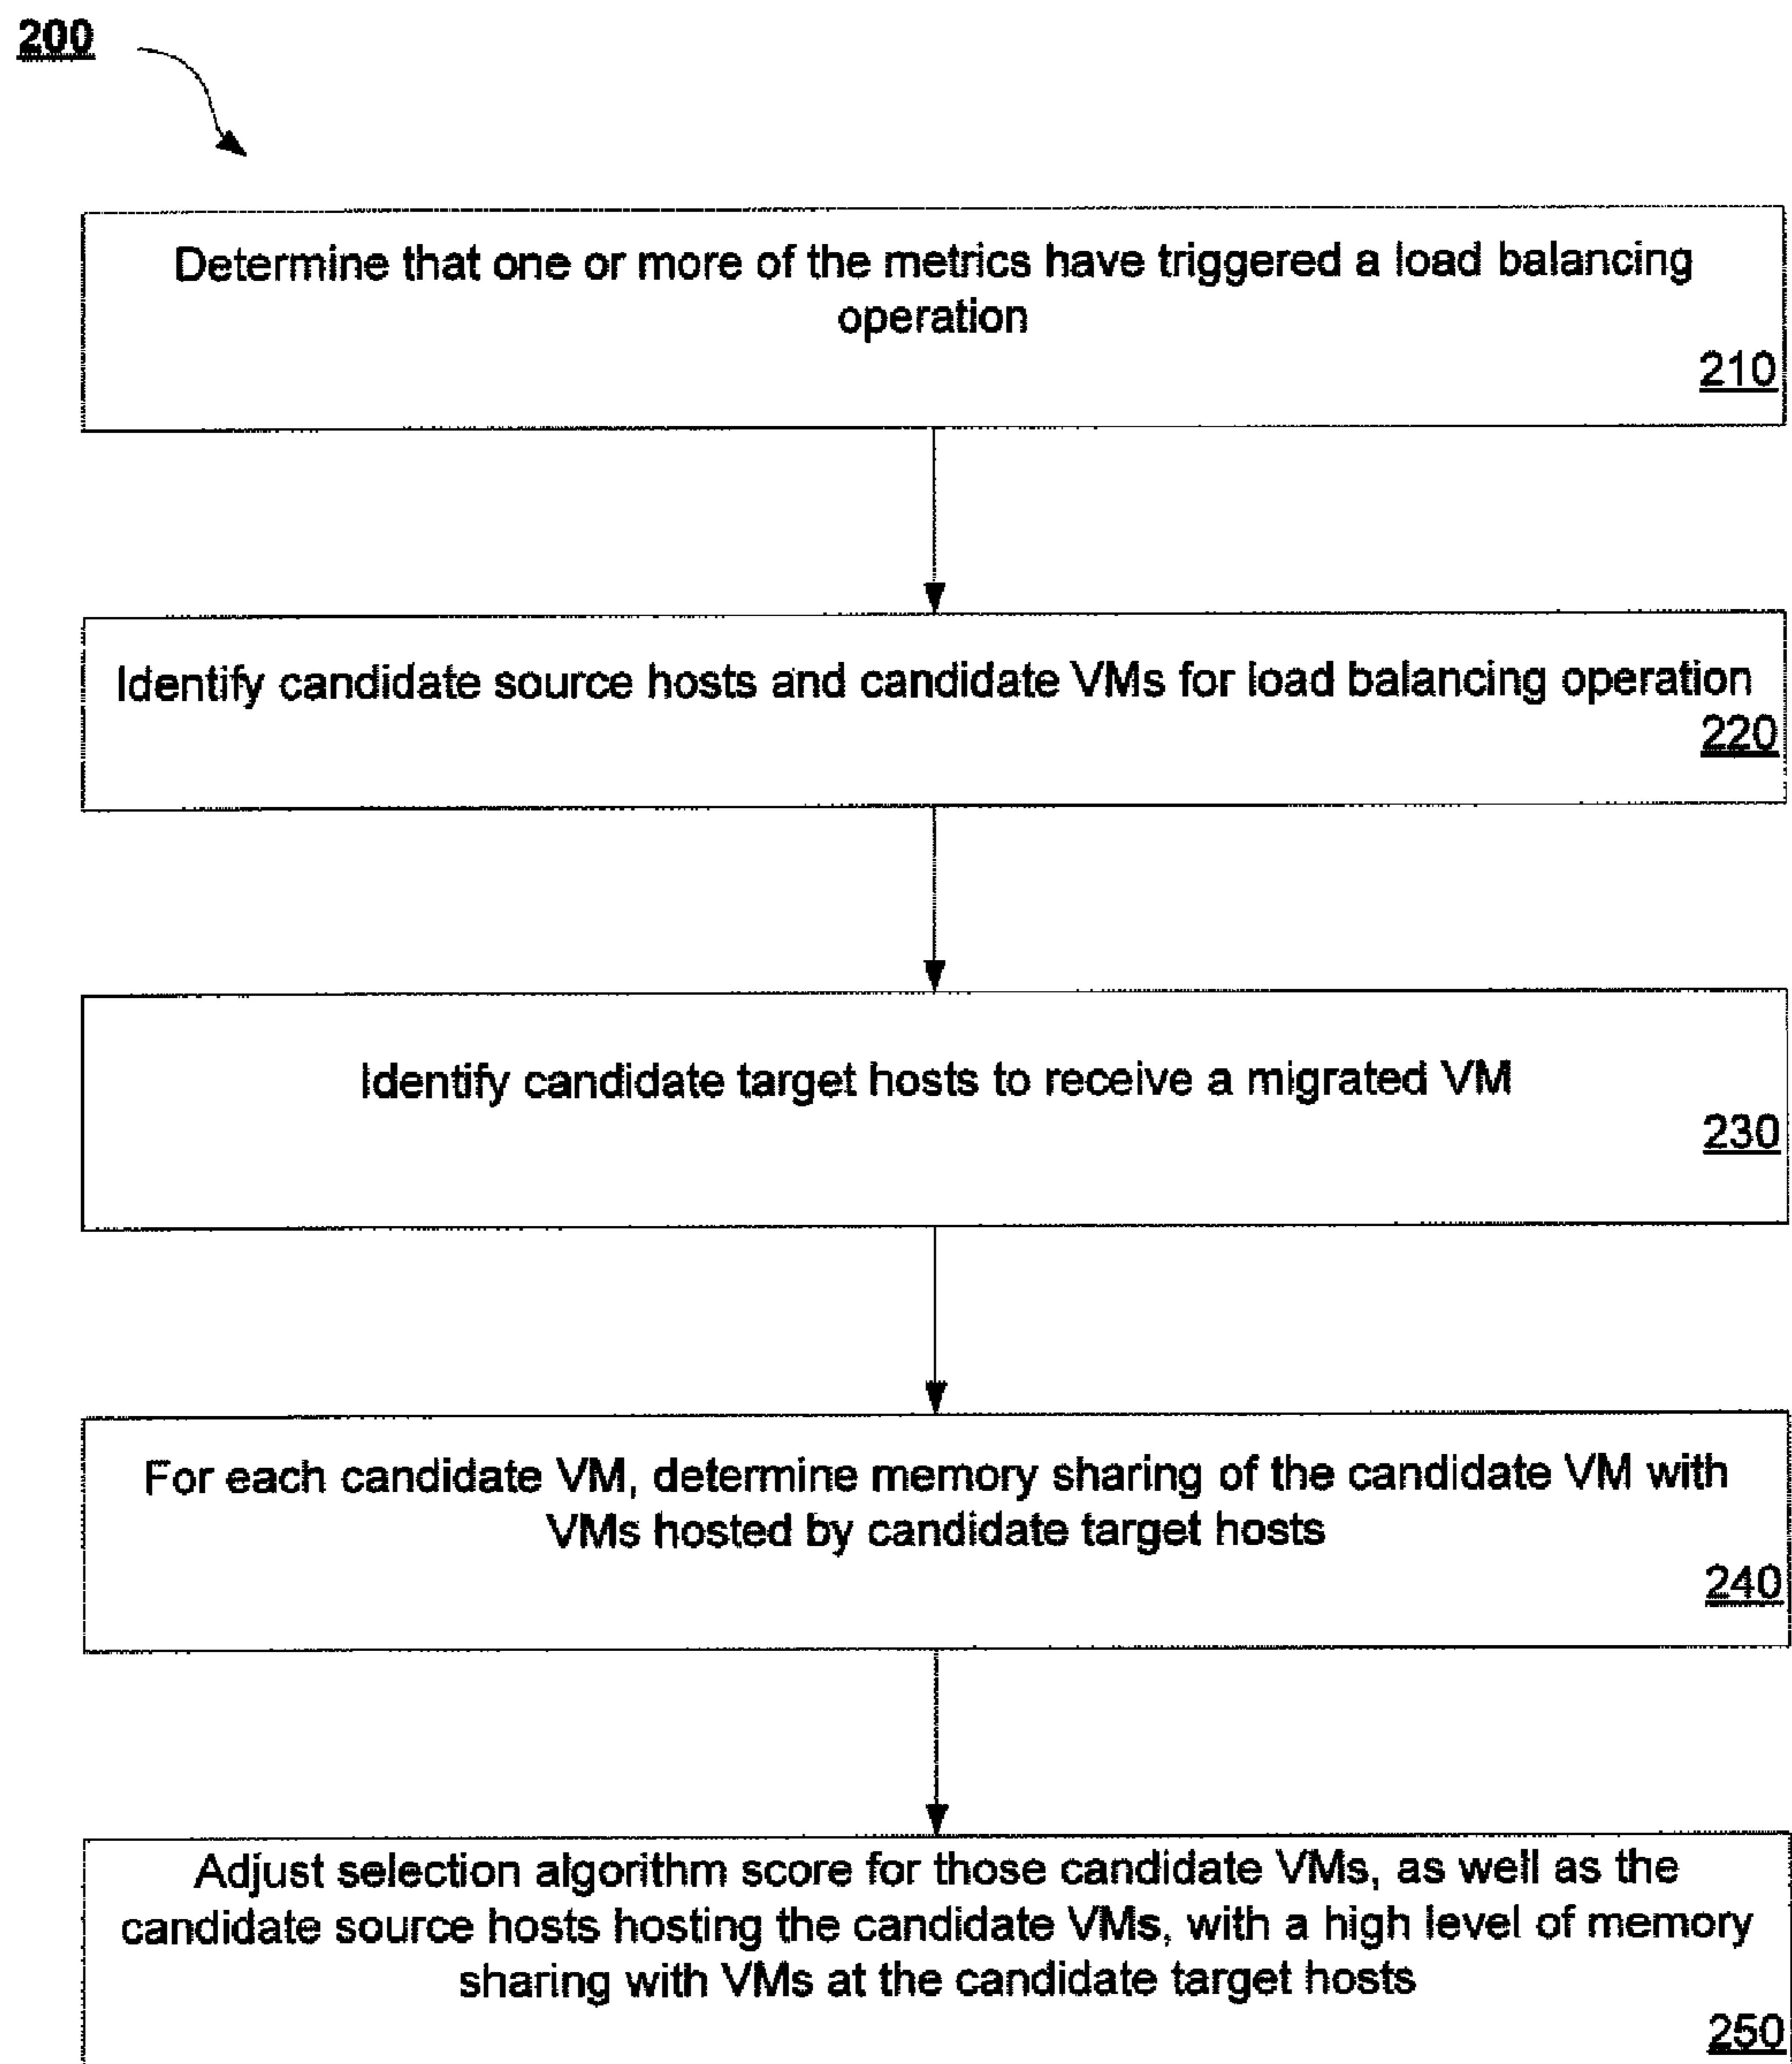 200
Determine that one or more of the metrics have triggered a load balancing
operation
210
Identify candidate source hosts and candidate VMs for load balancing operation
220
Identify candidate target hosts to receive a migrated VM
230
For each candidate VM, determine memory sharing of the candidate VM with
VMs hosted by candidate target hosts
240
Adjust selection algorithm score for those candidate VMs, as well as the
candidate source hosts hosting the candidate VMs, with a high level of memory
sharing with VMs at the candidate target hosts
250